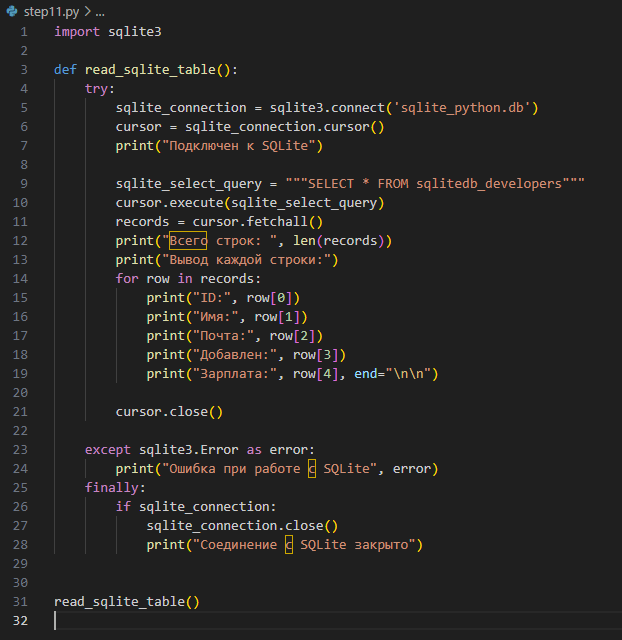 step11.py > ...
1 import sqlite3
2
3 def read_sqlite_table():
4     try:
5         sqlite_connection = sqlite3.connect('sqlite_python.db')
6         cursor = sqlite_connection.cursor()
7         print("Подключен к SQLite")
8
9         sqlite_select_query = """SELECT * FROM sqlitedb_developers"""
10         cursor.execute(sqlite_select_query)
11         records = cursor.fetchall()
12         print("Всего строк: ", len(records))
13         print("Вывод каждой строки:")
14         for row in records:
15             print("ID:", row[0])
16             print("Имя:", row[1])
17             print("Почта:", row[2])
18             print("Добавлен:", row[3])
19             print("Зарплата:", row[4], end="\n\n")
20
21         cursor.close()
22
23     except sqlite3.Error as error:
24         print("Ошибка при работе с SQLite", error)
25     finally:
26         if sqlite_connection:
27             sqlite_connection.close()
28             print("Соединение с SQLite закрыто")
29
30
31 read_sqlite_table()
32